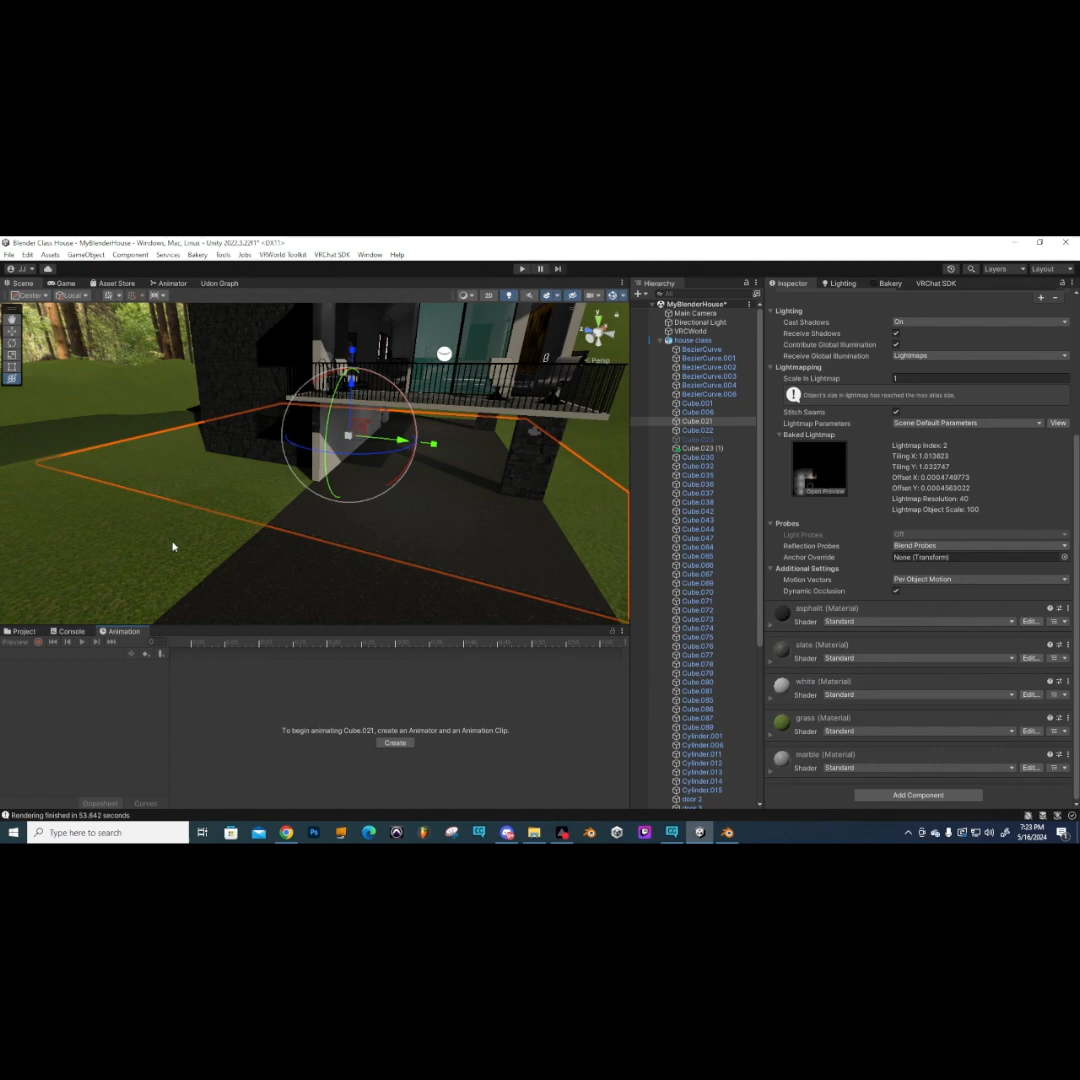 Blender Class House - MyBlenderHouse - Windows, Mac, Linux - Unity 2022.3.22f1* <DX11>
File Edit Assets GameObject Component Services Bakery Tools Jobs VRWorld Toolkit VRChat SDK Window Help
JJ Layers Layout
Scene Game Asset Store Animator Udon Graph
Center Local 2D
Persp
Project Console Animation
Preview 0
To begin animating Cube.021, create an Animator and an Animation Clip.
Create
Dopesheet Curves
Hierarchy
All
MyBlenderHouse*
Main Camera
Directional Light
VRCWorld
house class
BezierCurve
BezierCurve.001
BezierCurve.002
BezierCurve.003
BezierCurve.004
BezierCurve.006
Cube.001
Cube.006
Cube.021
Cube.022
Cube.023
Cube.023 (1)
Cube.030
Cube.032
Cube.035
Cube.036
Cube.037
Cube.038
Cube.042
Cube.043
Cube.044
Cube.047
Cube.064
Cube.065
Cube.066
Cube.067
Cube.069
Cube.070
Cube.071
Cube.072
Cube.073
Cube.074
Cube.075
Cube.076
Cube.077
Cube.078
Cube.079
Cube.080
Cube.081
Cube.085
Cube.086
Cube.087
Cube.089
Cylinder.001
Cylinder.006
Cylinder.011
Cylinder.012
Cylinder.013
Cylinder.014
Cylinder.015
door 2
Inspector Lighting Bakery VRChat SDK
Lighting
Cast Shadows On
Receive Shadows
Contribute Global Illumination
Receive Global Illumination Lightmaps
Lightmapping
Scale In Lightmap 1
Object's size in lightmap has reached the max atlas size.
Stitch Seams
Lightmap Parameters Scene Default Parameters View
Baked Lightmap
Open Preview
Lightmap Index: 2
Tiling X: 1.013623
Tiling Y: 1.032747
Offset X: 0.0004749773
Offset Y: 0.0004563022
Lightmap Resolution: 40
Lightmap Object Scale: 100
Probes
Light Probes Off
Reflection Probes Blend Probes
Anchor Override None (Transform)
Additional Settings
Motion Vectors Per Object Motion
Dynamic Occlusion
asphalt (Material)
Shader Standard Edit...
slate (Material)
Shader Standard Edit...
white (Material)
Shader Standard Edit...
grass (Material)
Shader Standard Edit...
marble (Material)
Shader Standard Edit...
Add Component
Rendering finished in 53.642 seconds
Type here to search
7:23 PM
5/16/2024